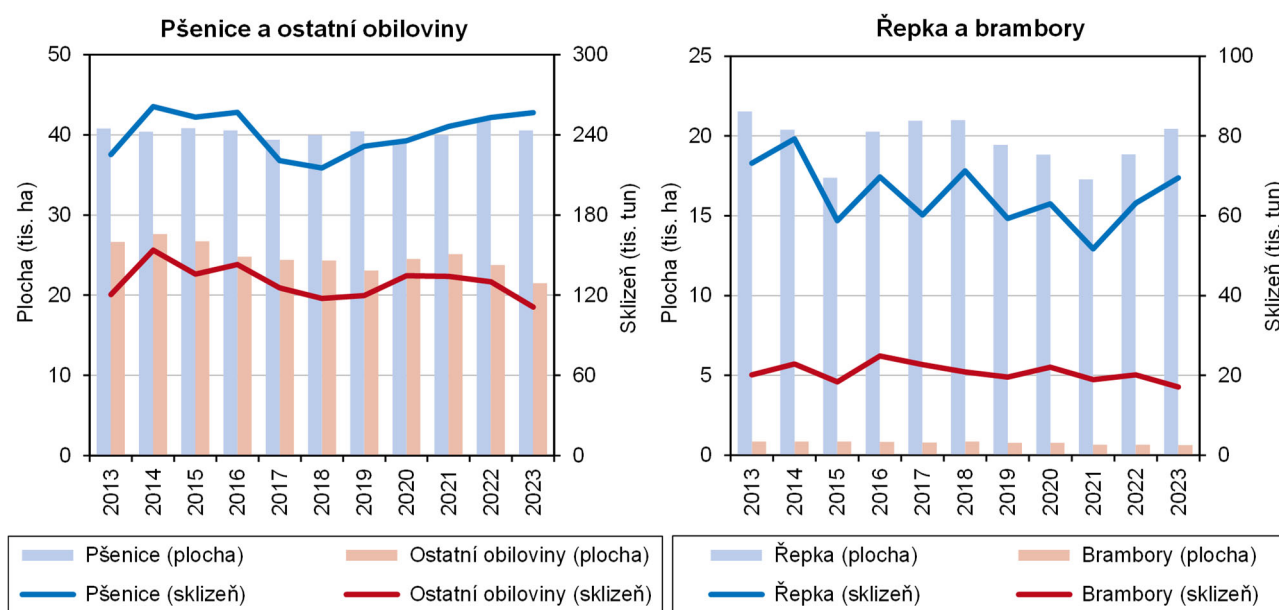 Pšenice a ostatní obiloviny
Plocha (tis. ha)
50
40
30
20
10
0
Sklizeň (tis. tun)
300
240
180
120
60
0
2013 2014 2015 2016 2017 2018 2019 2020 2021 2022 2023
Pšenice (plocha) Ostatní obiloviny (plocha)
Pšenice (sklizeň) Ostatní obiloviny (sklizeň)
Řepka a brambory
Plocha (tis. ha)
25
20
15
10
5
0
Sklizeň (tis. tun)
100
80
60
40
20
0
2013 2014 2015 2016 2017 2018 2019 2020 2021 2022 2023
Řepka (plocha) Brambory (plocha)
Řepka (sklizeň) Brambory (sklizeň)